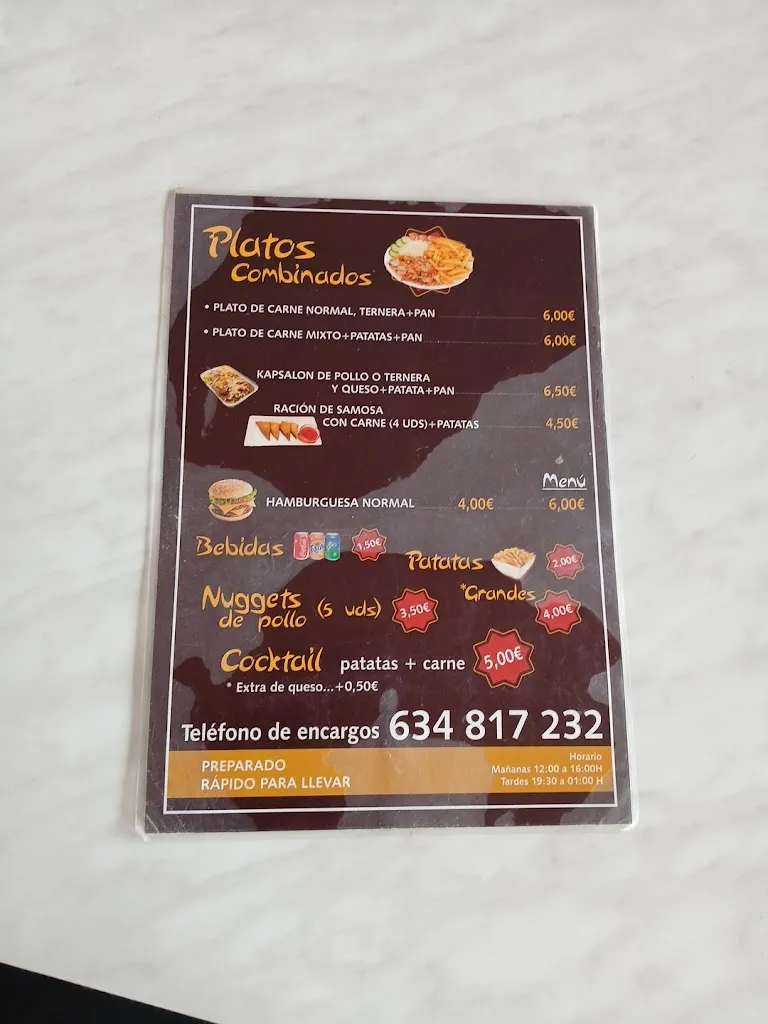 Platos
Combinados
• PLATO DE CARNE NORMAL, TERNERA+PAN 6,00€
• PLATO DE CARNE MIXTO+PATATAS+PAN 6,00€
KAPSALON DE POLLO O TERNERA
Y QUESO+PATATA+PAN 6,50€
RACIÓN DE SAMOSA
CON CARNE (4 UDS)+PATATAS 4,50€
Menú
HAMBURGUESA NORMAL 4,00€ 6,00€
Bebidas 1,50€
Patatas 2,00€
*Grandes 4,00€
Nuggets
de pollo (5 uds) 3,50€
Cocktail patatas + carne 5,00€
* Extra de queso...+0,50€
Teléfono de encargos 634 817 232
PREPARADO
RÁPIDO PARA LLEVAR
Horario
Mañanas 12:00 a 16:00H
Tardes 19:30 a 01:00 H